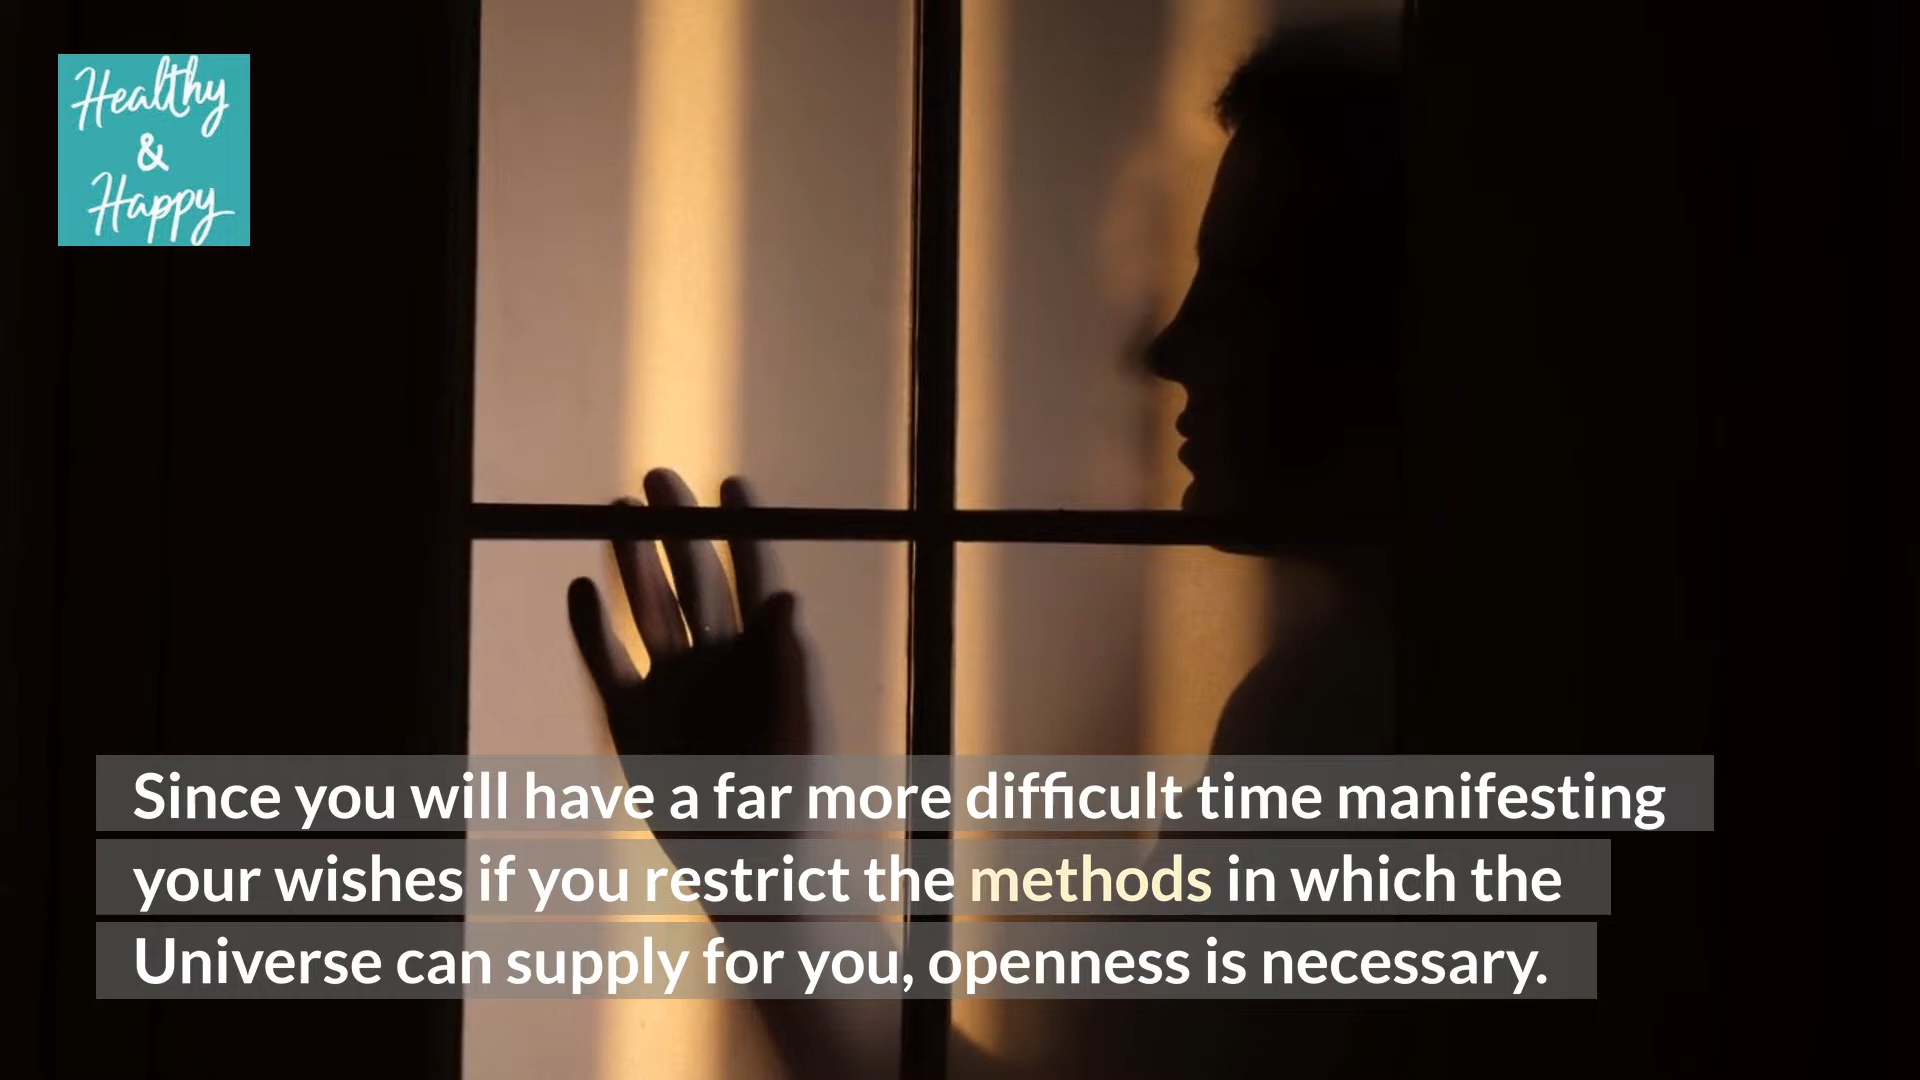 Healthy
&
Happy
Since you will have a far more difficult time manifesting
your wishes if you restrict the methods in which the
Universe can supply for you, openness is necessary.